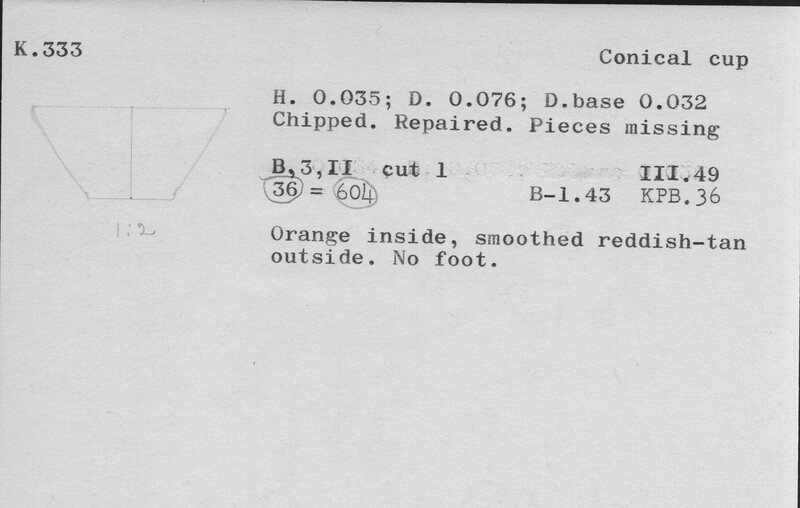 K.333
Conical cup
H. 0.035; D. 0.076; D.base 0.032
Chipped. Repaired. Pieces missing
B,3,II cut 1 III.49
36 = 604 B-1.43 KPB.36
1:2
Orange inside, smoothed reddish-tan
outside. No foot.